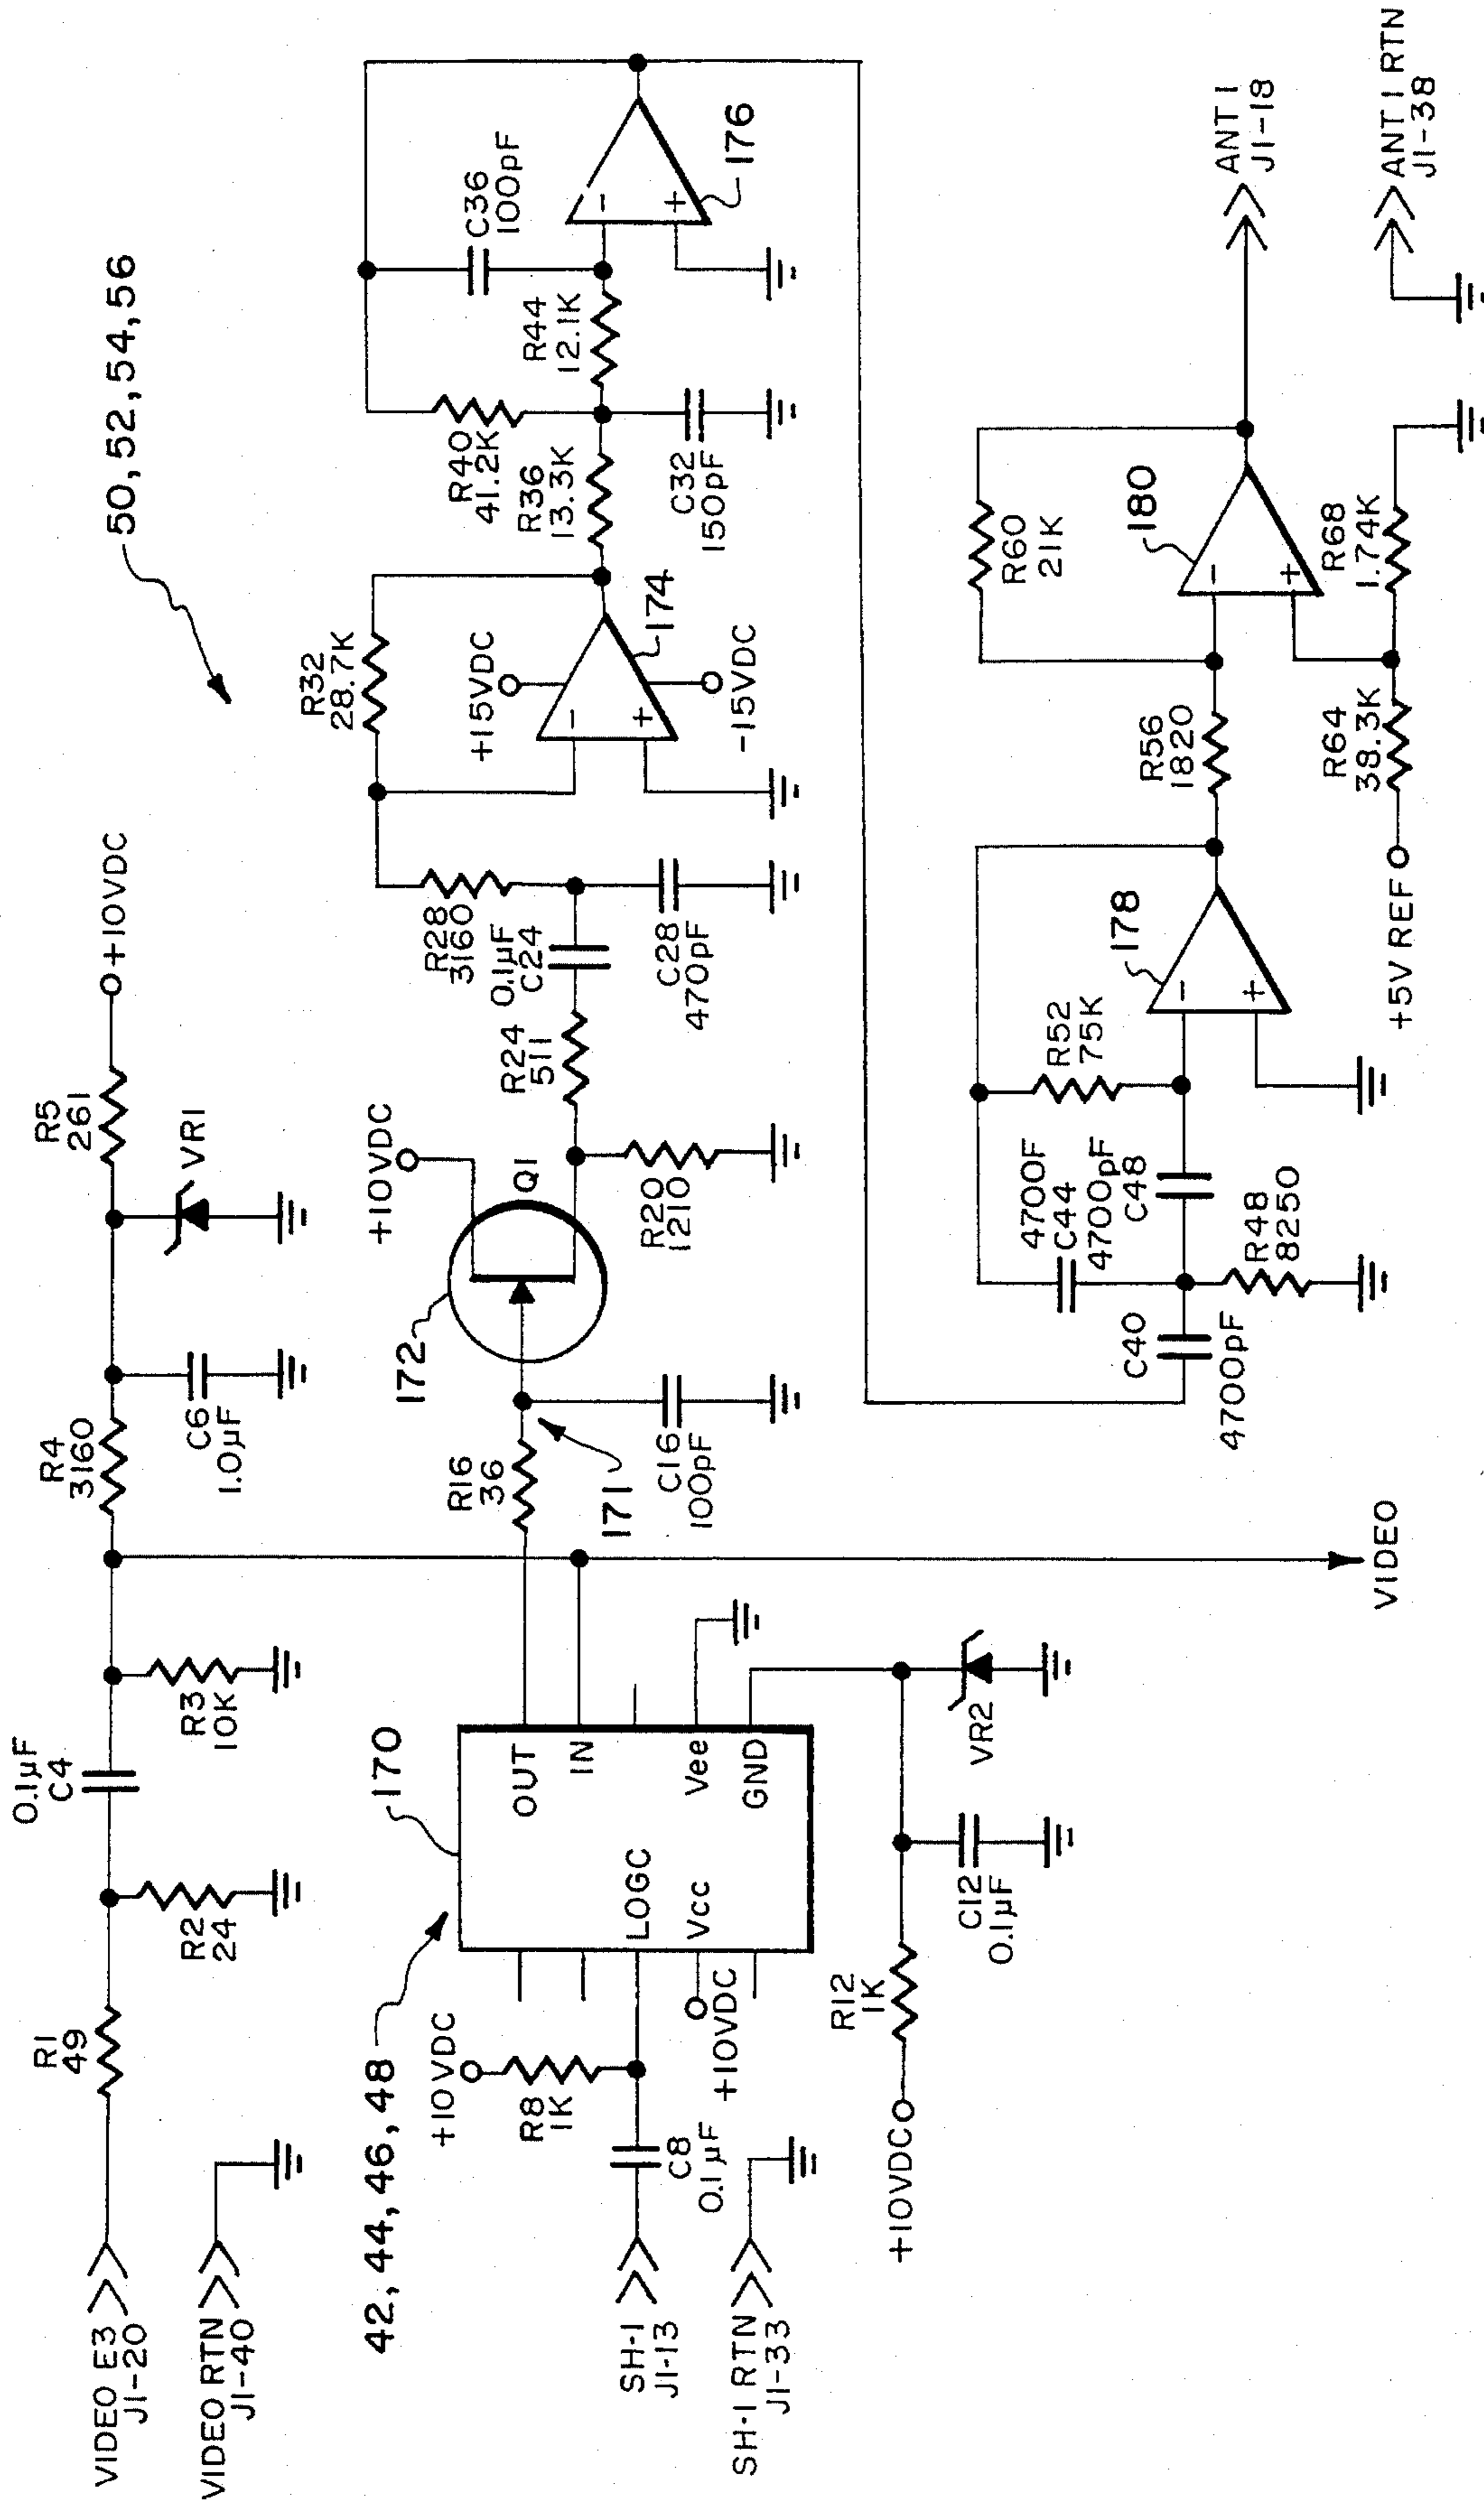 50,52,54,56
VIDEO E3
J1-20
VIDEO RTN
J1-40
R1
49
R2
24
0.1µF
C4
R3
10K
R4
3160
C6
1.0µF
VR1
R5
261
+10VDC
42,44,46,48
170
+10VDC
R8
1K
SH-1
J1-13
C8
0.1µF
SH-1 RTN
J1-33
+10VDC
OUT
IN
LOGC
Vcc
Vee
GND
+10VDC
R12
1K
C12
0.1µF
VR2
VIDEO
R16
36
171
C16
100pF
172
+10VDC
Q1
R20
1210
R24
511
0.1µF
C24
R28
3160
C28
470pF
R32
28.7K
+15VDC
174
-15VDC
R36
13.3K
R40
41.2K
C32
150pF
R44
12.1K
C36
100pF
176
C40
4700pF
4700F
C44
4700pF
C48
R48
8250
R52
75K
178
R56
1820
R60
21K
180
+5V REF
R64
38.3K
R68
1.74K
ANT 1
J1-18
ANT 1 RTN
J1-38
-
+
-
+
-
+
-
+